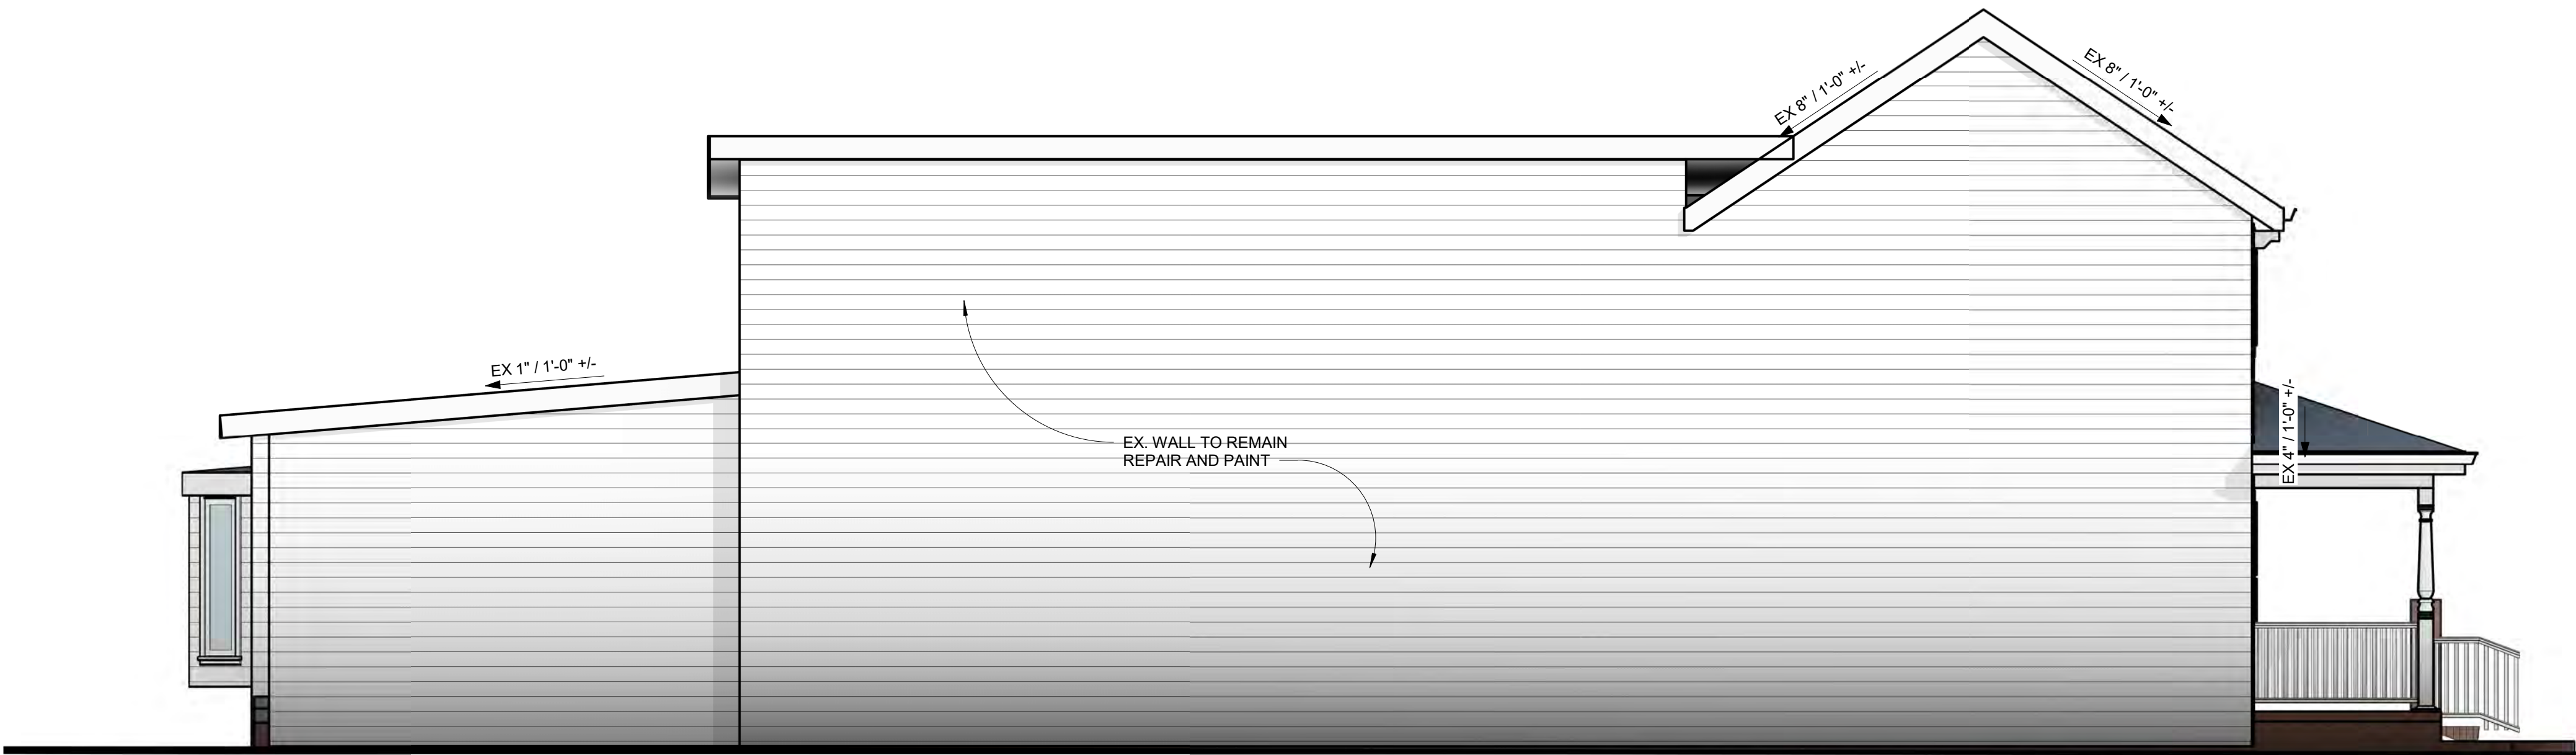 EX 8" / 1'-0" +/-
EX 8" / 1'-0" +/-
EX 1" / 1'-0" +/-
EX. WALL TO REMAIN
REPAIR AND PAINT
EX 4" / 1'-0" +/-